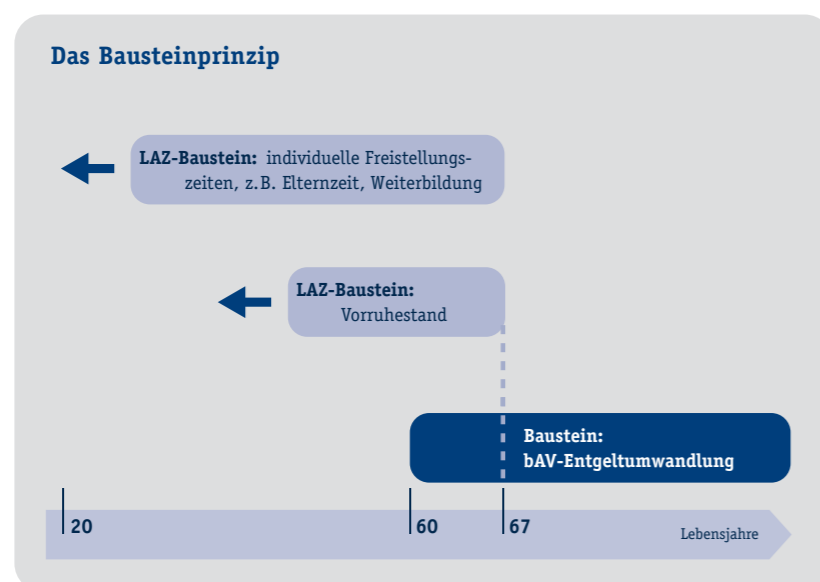 Das Bausteinprinzip
LAZ-Baustein: individuelle Freistellungs-
zeiten, z.B. Elternzeit, Weiterbildung
LAZ-Baustein:
Vorruhestand
Baustein:
bAV-Entgeltumwandlung
20 60 67 Lebensjahre